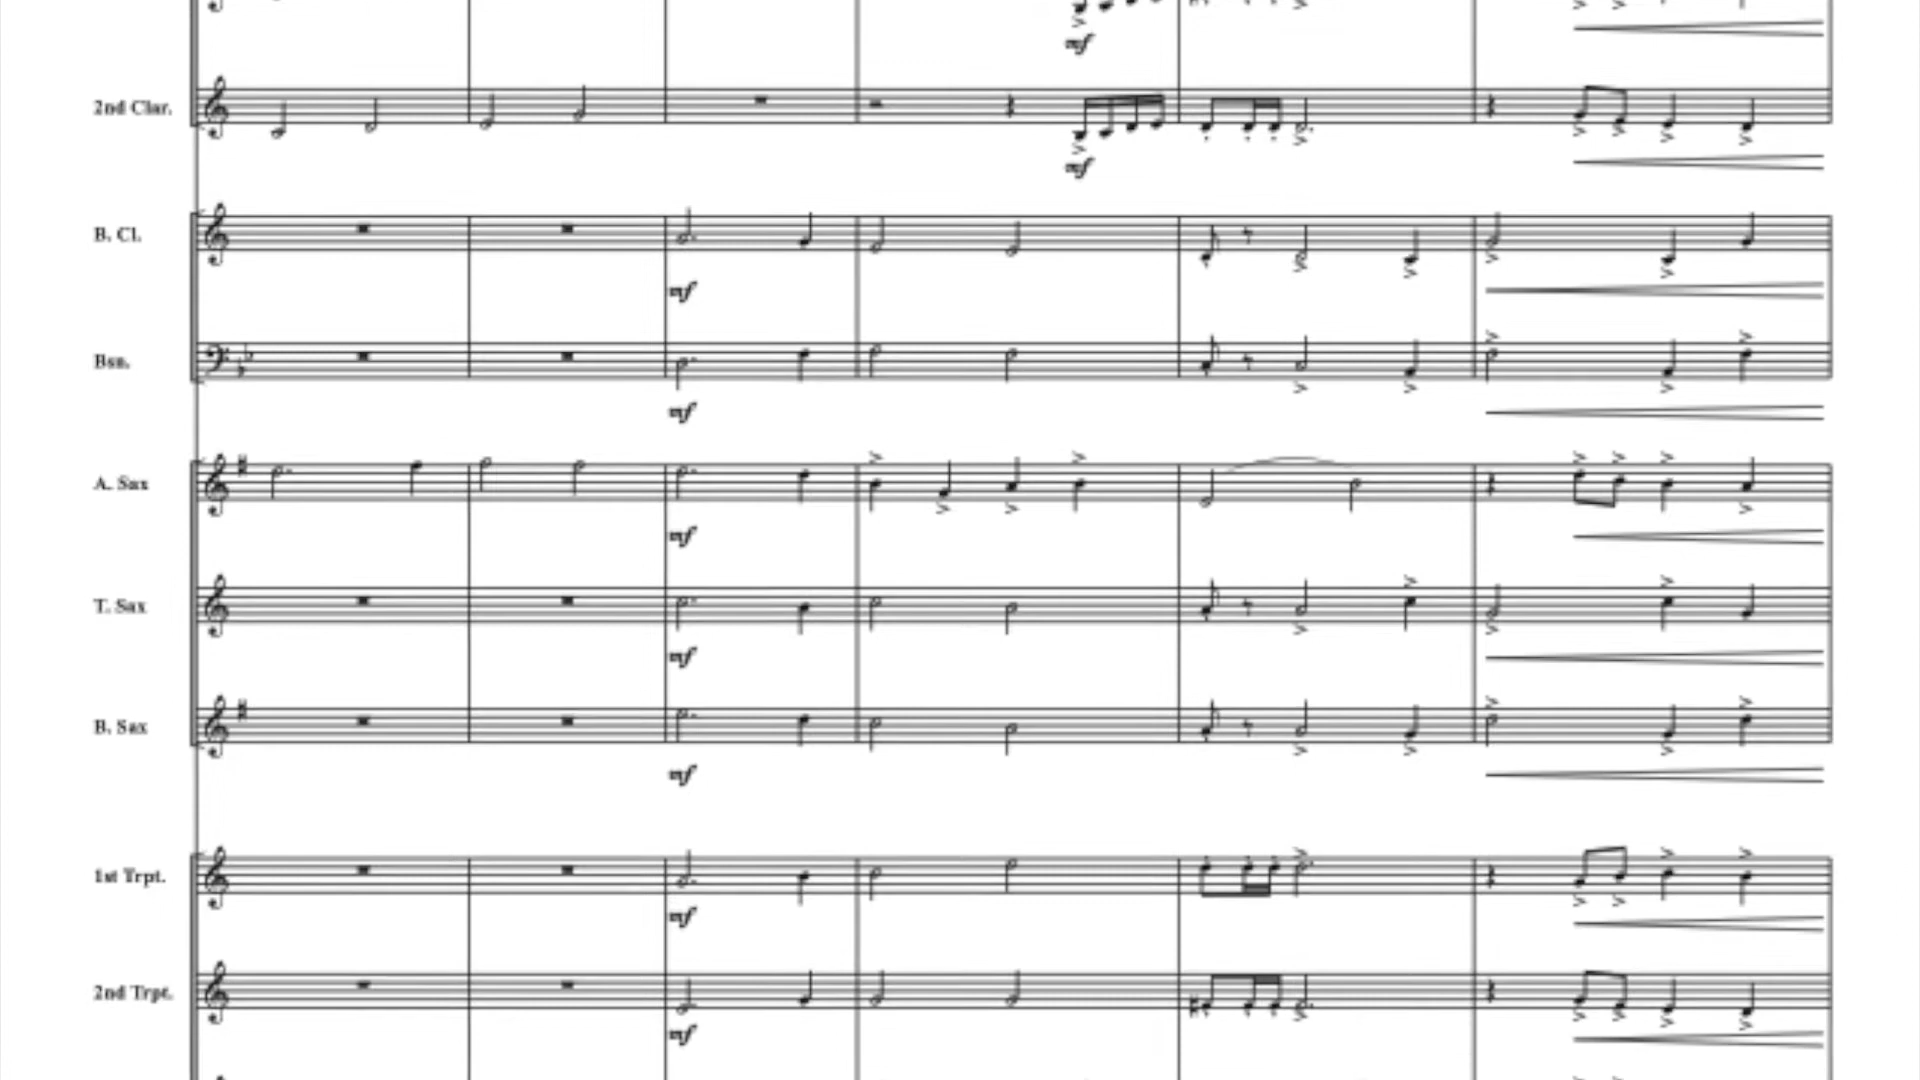 mf
2nd Clar.
mf
B. Cl.
mf
Bsn.
mf
A. Sax
mf
T. Sax
mf
B. Sax
mf
1st Trpt.
mf
2nd Trpt.
mf